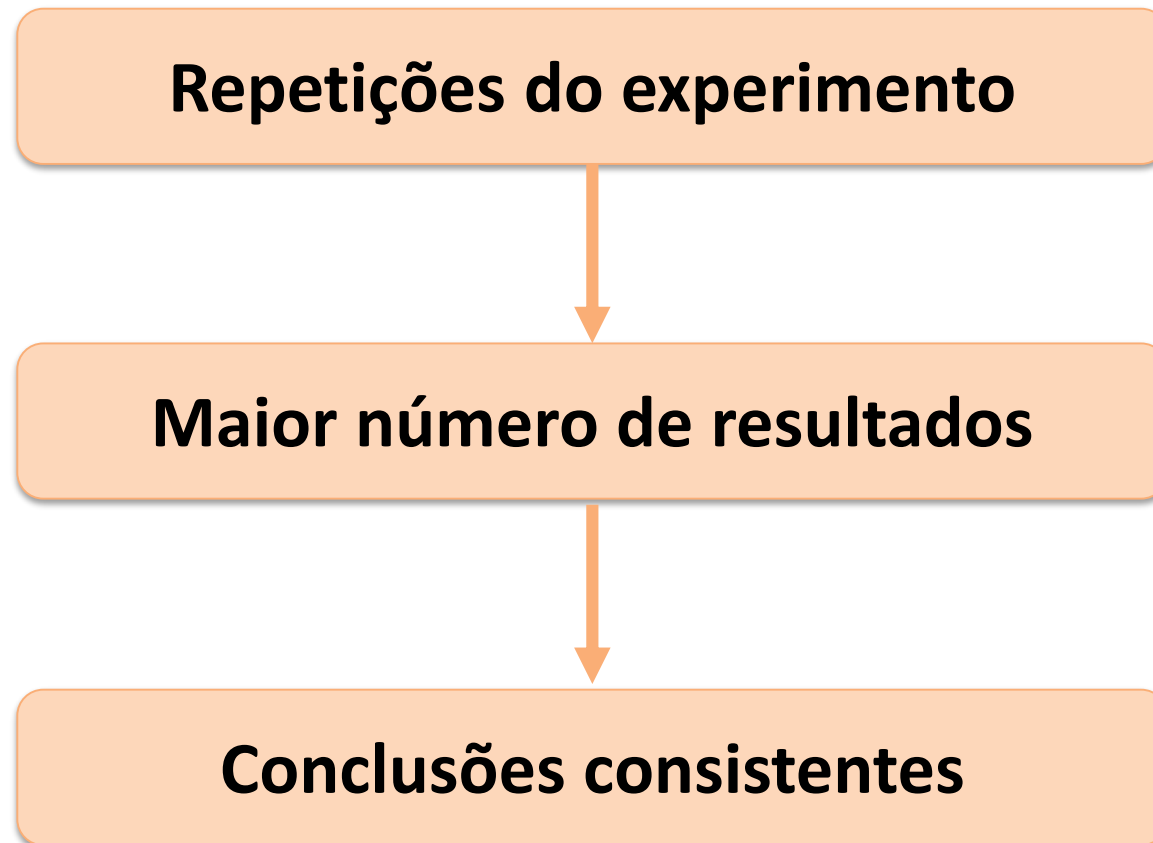 Repetições do experimento
Maior número de resultados
Conclusões consistentes